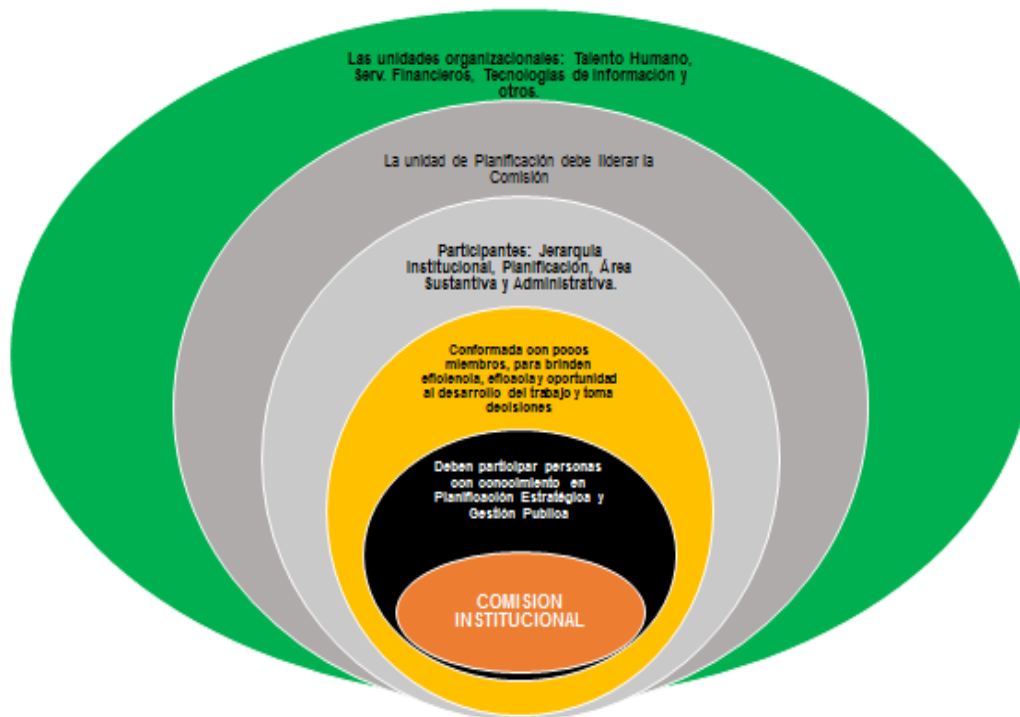 Las unidades organizacionales: Talento Humano,
Serv. Financieros, Tecnologías de Información y
otros.
La unidad de Planificación debe liderar la
Comisión
Participantes: Jerarquía
Institucional, Planificación, Área
Sustantiva y Administrativa.
Conformada con pocos
miembros, para brinden
eficiencia, eficacia y oportunidad
al desarrollo del trabajo y toma
decisiones
Deben participar personas
con conocimiento en
Planificación Estratégica y
Gestión Publica
COMISION
INSTITUCIONAL